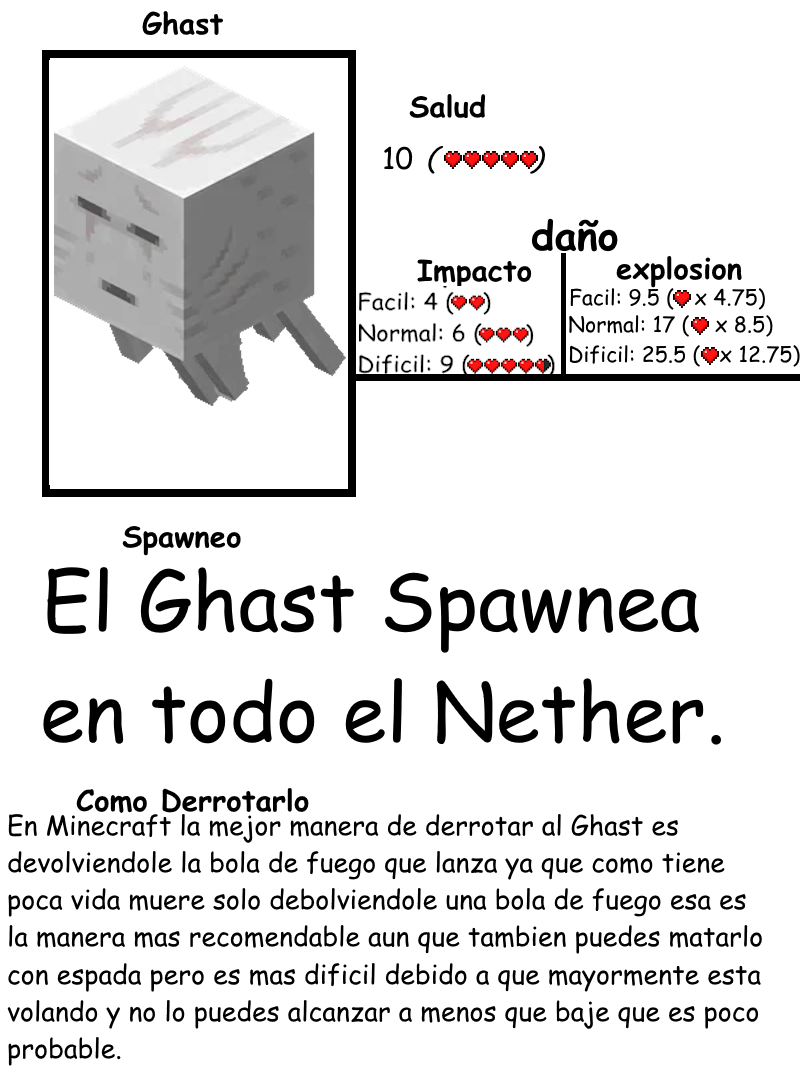 Ghast
Salud
10 ( )
daño
Impacto
Facil: 4 ( )
Normal: 6 ( )
Dificil: 9 ( )
explosion
Facil: 9.5 ( x 4.75)
Normal: 17 ( x 8.5)
Dificil: 25.5 ( x 12.75)
Spawneo
El Ghast Spawnea
en todo el Nether.
Como Derrotarlo
En Minecraft la mejor manera de derrotar al Ghast es
devolviendole la bola de fuego que lanza ya que como tiene
poca vida muere solo debolviendole una bola de fuego esa es
la manera mas recomendable aun que tambien puedes matarlo
con espada pero es mas dificil debido a que mayormente esta
volando y no lo puedes alcanzar a menos que baje que es poco
probable.